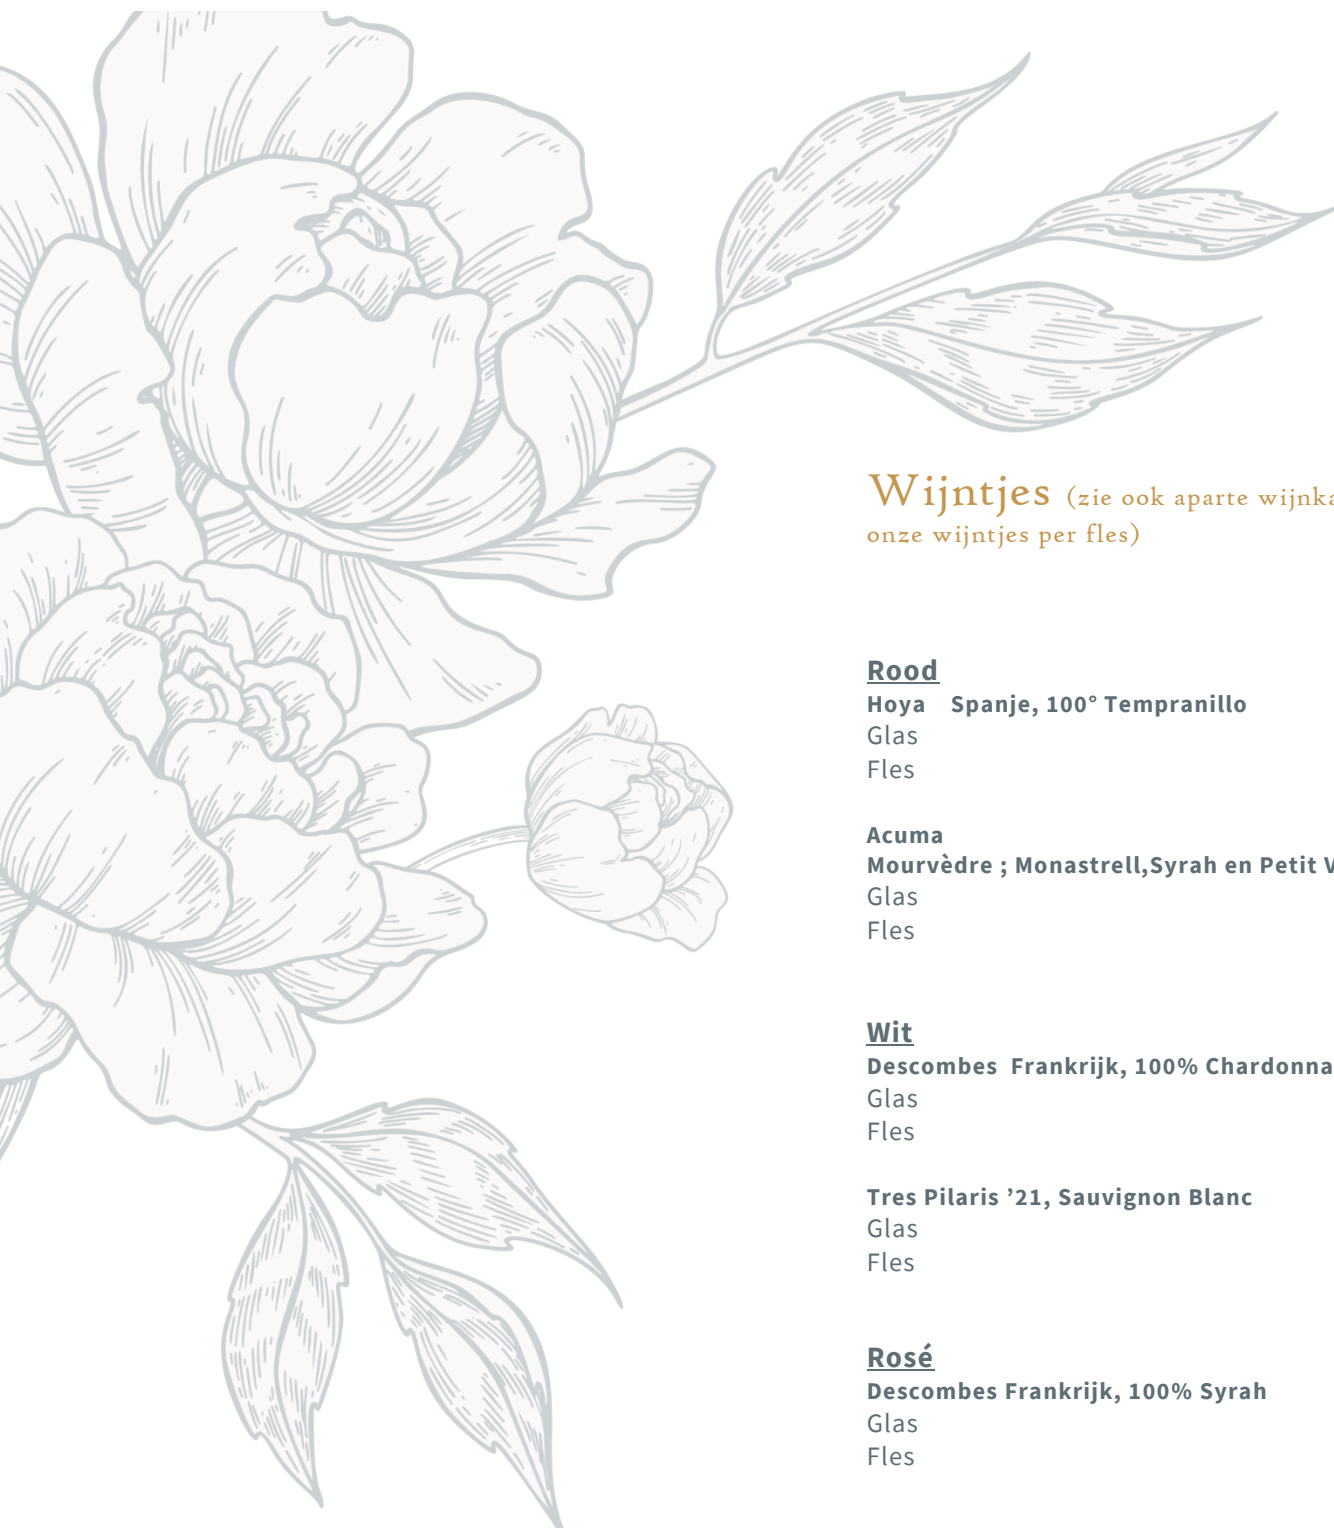 Wijntjes (zie ook aparte
onze wijntjes per fles)
Rood
Hoya Spanje, 100° Tempranillo
Glas
Fles
Acuma
Mourvèdre ; Monastrell,Syrah en Petit
Glas
Fles
Wit
Descombes Frankrijk, 100%
Glas
Fles
Tres Pilaris ’21, Sauvignon Blanc
Glas
Fles
Rosé
Descombes Frankrijk, 100% Syrah
Glas
Fles